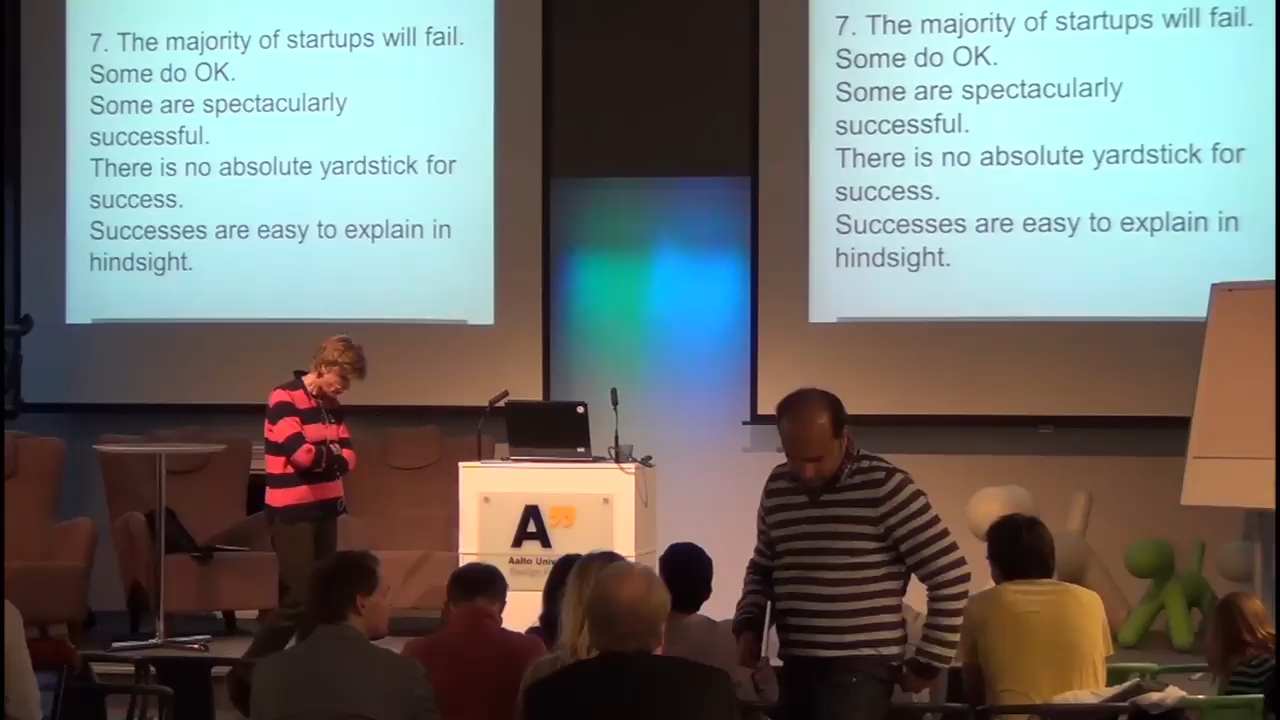 7. The majority of startups will fail.
Some do OK.
Some are spectacularly
successful.
There is no absolute yardstick for
success.
Successes are easy to explain in
hindsight.
7. The majority of startups will fail.
Some do OK.
Some are spectacularly
successful.
There is no absolute yardstick for
success.
Successes are easy to explain in
hindsight.
A”
Aalto
Design